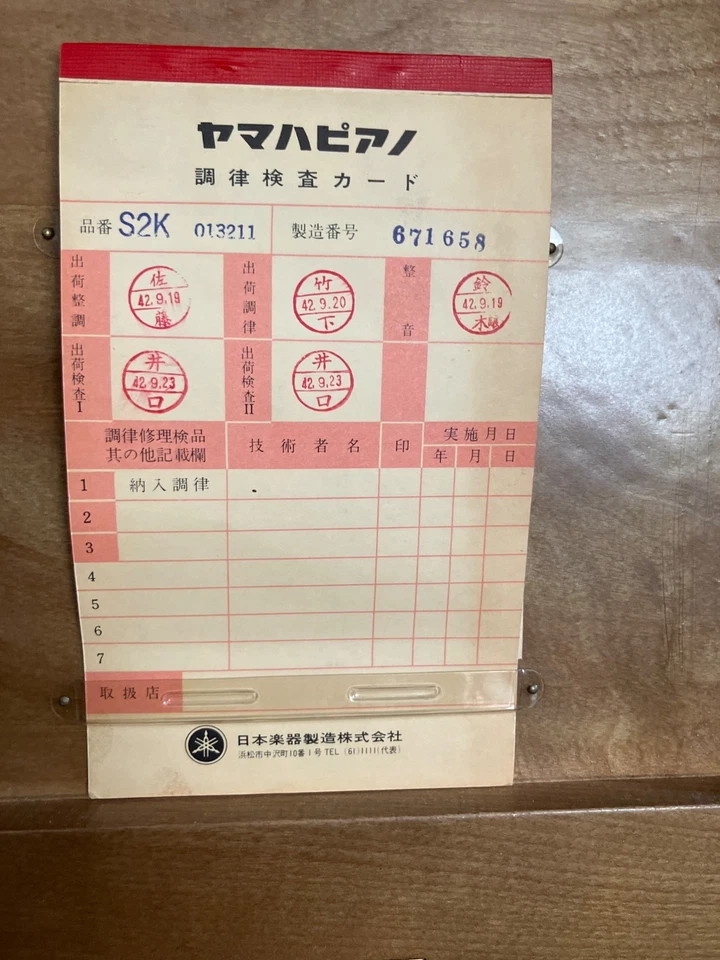 ヤマハピアノ
調律検査カード
品番 S2K 013211 製造番号 671658
出荷整調 佐藤 42.9.19 出荷調律 竹下 42.9.20 整音 鈴木 42.9.19
出荷検査I 井口 42.9.23 出荷検査II 井口 42.9.23
調律修理検品 技術者名 印 実施月日
其の他記載欄 年 月 日
1 納入調律
2
3
4
5
6
7
取扱店
日本楽器製造株式会社
浜松市中沢町10番1号 TEL (61)1111(代表)